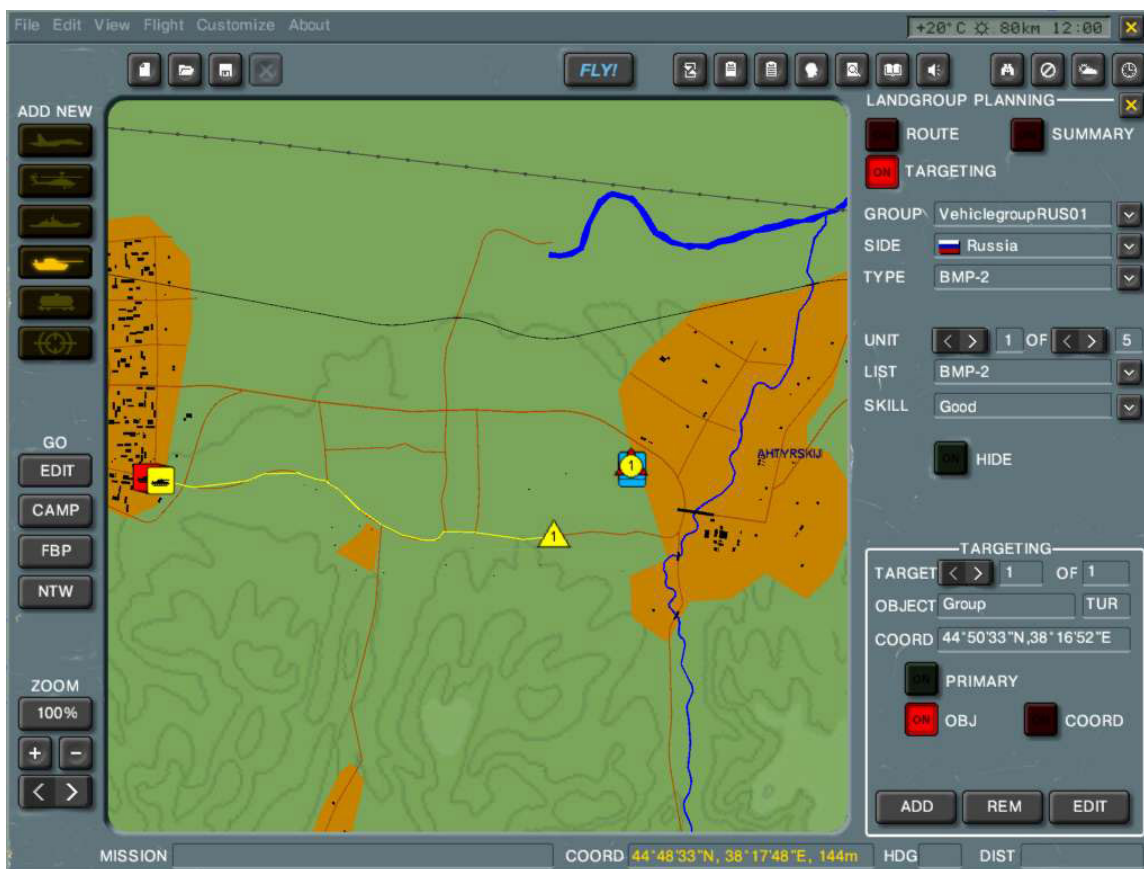 File Edit View Flight Customize About
+20°C 80km 12:00
FLY!
ADD NEW
LANDGROUP PLANNING
ROUTE SUMMARY
ON TARGETING
GROUP VehiclegroupRUS01
SIDE Russia
TYPE BMP-2
UNIT < > 1 OF < > 5
LIST BMP-2
SKILL Good
ON HIDE
GO
EDIT
CAMP
FBP
NTW
AHTYRSKIJ
1
1
TARGETING
TARGET < > 1 OF 1
OBJECT Group TUR
COORD 44°50'33"N,38°16'52"E
ON PRIMARY
ON OBJ COORD
ADD REM EDIT
ZOOM
100%
+ -
< >
MISSION COORD 44°48'33"N, 38°17'48"E, 144m HDG DIST